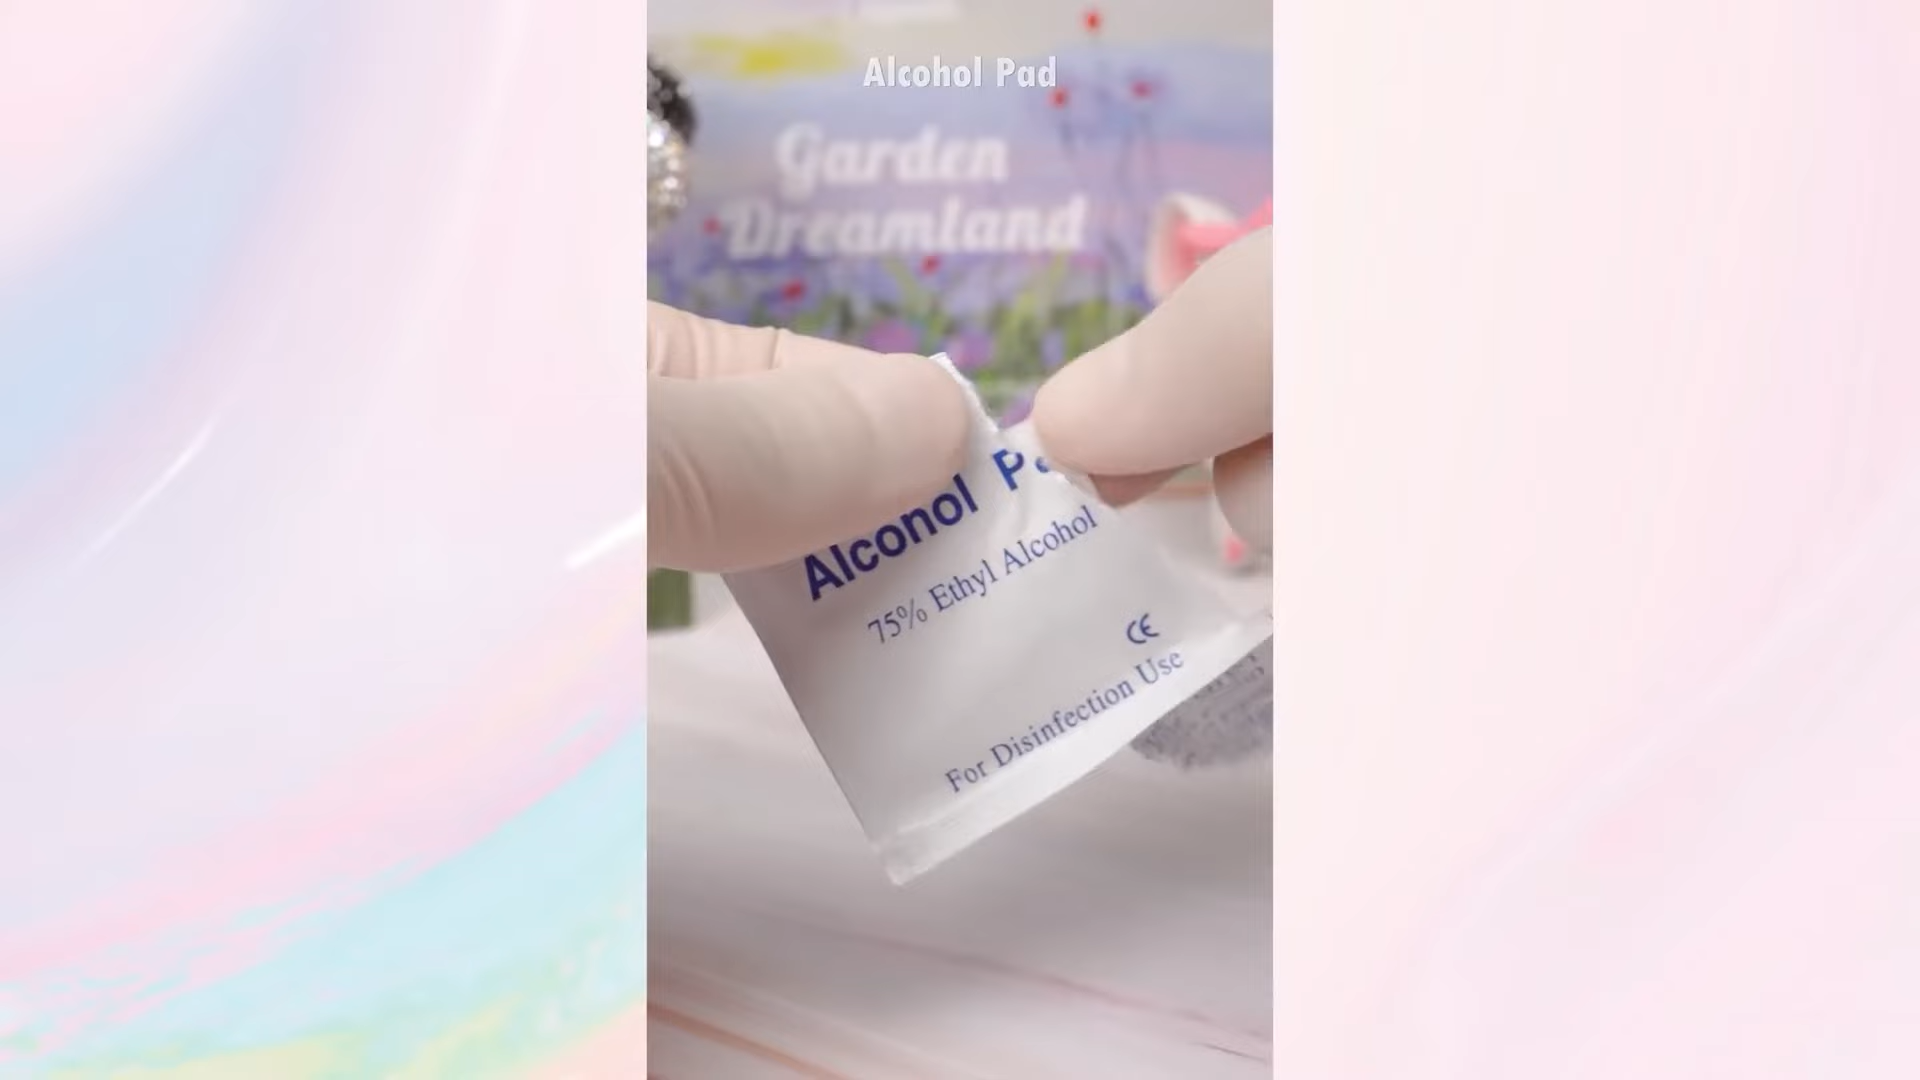 Alcohol Pad
Garden
Dreamland
Alconol
75% Ethyl Alcohol
CE
For Disinfection Use